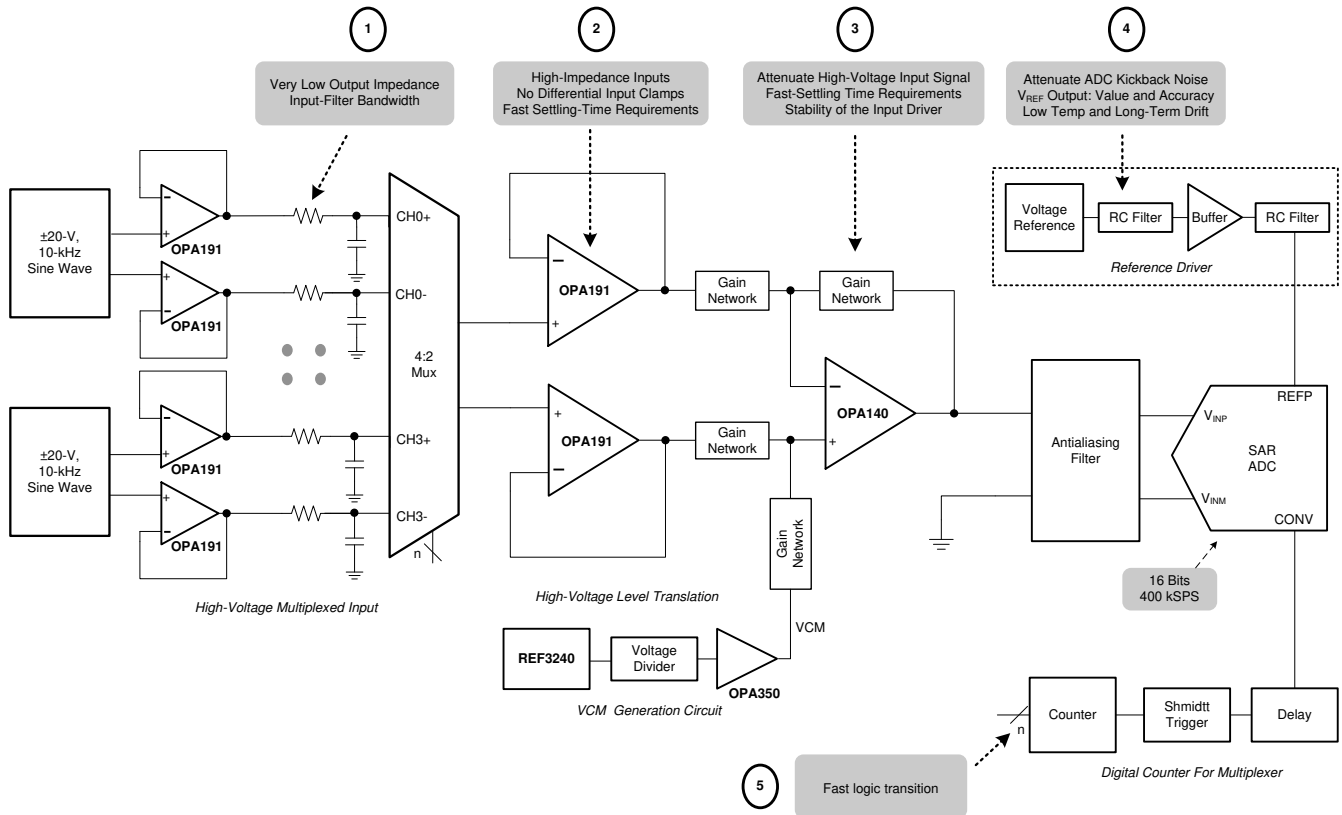 1
2
3
4
Very Low Output Impedance
Input-Filter Bandwidth
High-Impedance Inputs
No Differential Input Clamps
Fast Settling-Time Requirements
Attenuate High-Voltage Input Signal
Fast-Settling Time Requirements
Stability of the Input Driver
Attenuate ADC Kickback Noise
VREF Output: Value and Accuracy
Low Temp and Long-Term Drift
±20-V,
10-kHz
Sine Wave
-
+
OPA191
+
-
OPA191
CH0+
CH0-
±20-V,
10-kHz
Sine Wave
-
+
OPA191
+
-
OPA191
CH3+
CH3-
4:2
Mux
n
High-Voltage Multiplexed Input
-
OPA191
+
+
OPA191
-
High-Voltage Level Translation
Gain
Network
Gain
Network
-
OPA140
+
Gain
Network
Gain
Network
VCM
REF3240
Voltage
Divider
OPA350
VCM Generation Circuit
Voltage
Reference
RC Filter
Buffer
RC Filter
Reference Driver
Antialiasing
Filter
REFP
VINP
SAR
ADC
VINM
CONV
16 Bits
400 kSPS
n
Counter
Shmidtt
Trigger
Delay
Digital Counter For Multiplexer
5
Fast logic transition